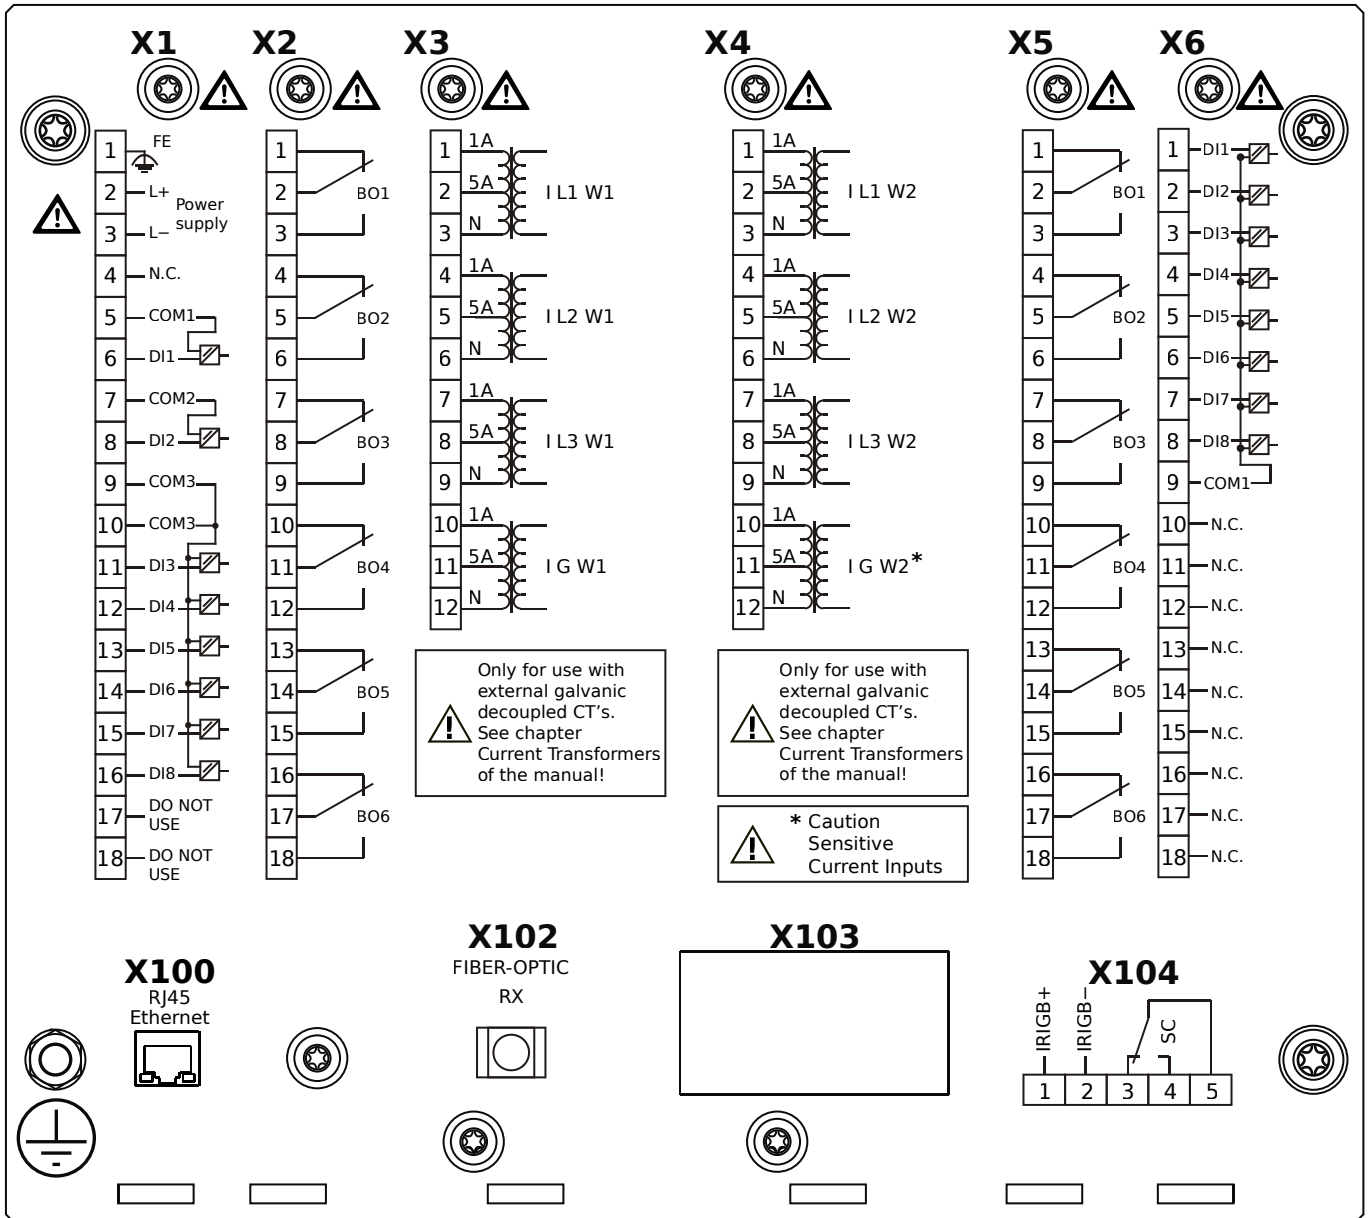 X1
X2
X3
X4
X5
X6
1 FE
2 L+
Power
supply
3 L−
4 N.C.
5 COM1
6 DI1
7 COM2
8 DI2
9 COM3
10 COM3
11 DI3
12 DI4
13 DI5
14 DI6
15 DI7
16 DI8
17 DO NOT
USE
18 DO NOT
USE
1
2 BO1
3
4
5 BO2
6
7
8 BO3
9
10
11 BO4
12
13
14 BO5
15
16
17 BO6
18
1 1A
2 5A I L1 W1
3 N
4 1A
5 5A I L2 W1
6 N
7 1A
8 5A I L3 W1
9 N
10 1A
11 5A I G W1
12 N
Only for use with
external galvanic
decoupled CT's.
See chapter
Current Transformers
of the manual!
1 1A
2 5A I L1 W2
3 N
4 1A
5 5A I L2 W2
6 N
7 1A
8 5A I L3 W2
9 N
10 1A
11 5A I G W2*
12 N
Only for use with
external galvanic
decoupled CT's.
See chapter
Current Transformers
of the manual!
* Caution
Sensitive
Current Inputs
1
2 BO1
3
4
5 BO2
6
7
8 BO3
9
10
11 BO4
12
13
14 BO5
15
16
17 BO6
18
1 DI1
2 DI2
3 DI3
4 DI4
5 DI5
6 DI6
7 DI7
8 DI8
9 COM1
10 N.C.
11 N.C.
12 N.C.
13 N.C.
14 N.C.
15 N.C.
16 N.C.
17 N.C.
18 N.C.
X100
RJ45
Ethernet
X102
FIBER-OPTIC
RX
X103
X104
IRIGB+
IRIGB−
SC
1 2 3 4 5